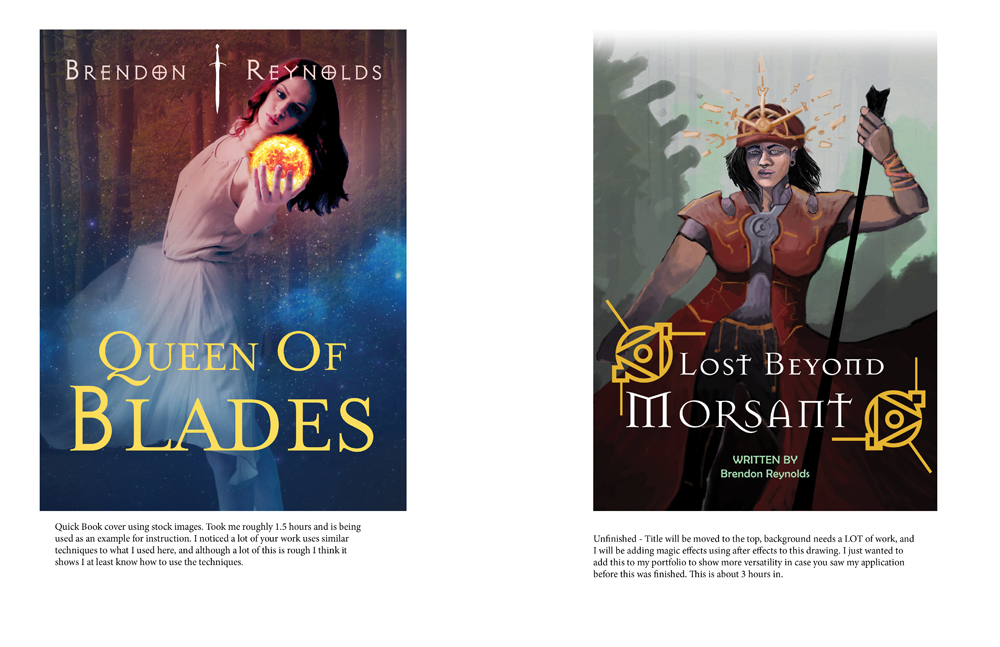 BRENDON REYNOLDS
QUEEN OF
BLADES
Quick Book cover using stock images. Took me roughly 1.5 hours and is being
used as an example for instruction. I noticed a lot of your work uses similar
techniques to what I used here, and although a lot of this is rough I think it
shows I at least know how to use the techniques.
LOST BEYOND
MORSANT
WRITTEN BY
Brendon Reynolds
Unfinished - Title will be moved to the top, background needs a LOT of work, and
I will be adding magic effects using after effects to this drawing. I just wanted to
add this to my portfolio to show more versatility in case you saw my application
before this was finished. This is about 3 hours in.